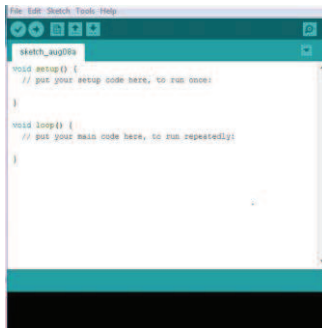 File Edit Sketch Tools Help
sketch_aug08a
void setup() {
// put your setup code here, to run once:
}
void loop() {
// put your main code here, to run repeatedly:
}